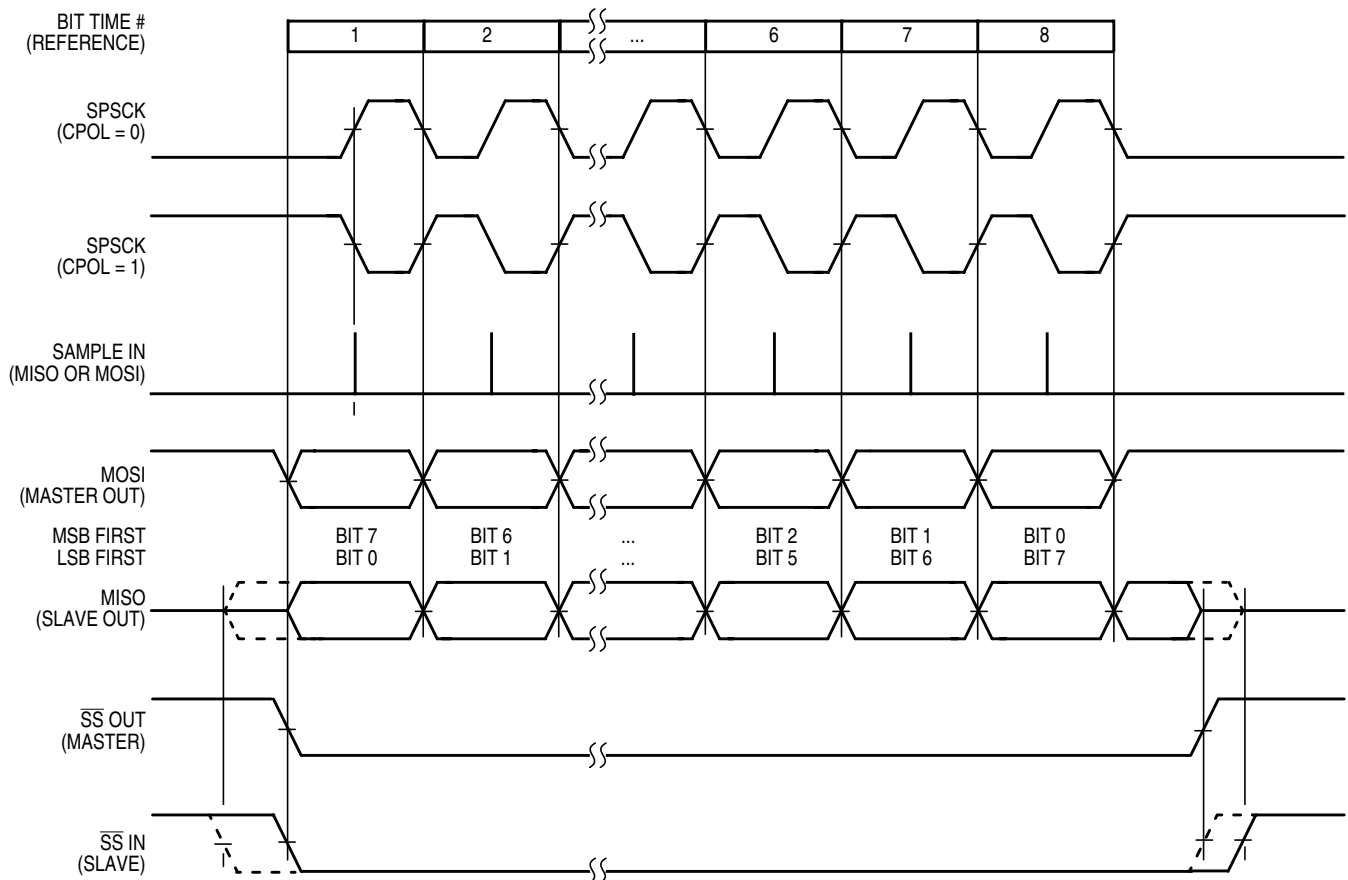 BIT TIME #
(REFERENCE)
1 2 ... 6 7 8
SPSCK
(CPOL = 0)
SPSCK
(CPOL = 1)
SAMPLE IN
(MISO OR MOSI)
MOSI
(MASTER OUT)
MSB FIRST BIT 7 BIT 6 ... BIT 2 BIT 1 BIT 0
LSB FIRST BIT 0 BIT 1 ... BIT 5 BIT 6 BIT 7
MISO
(SLAVE OUT)
S̅S̅ OUT
(MASTER)
S̅S̅ IN
(SLAVE)